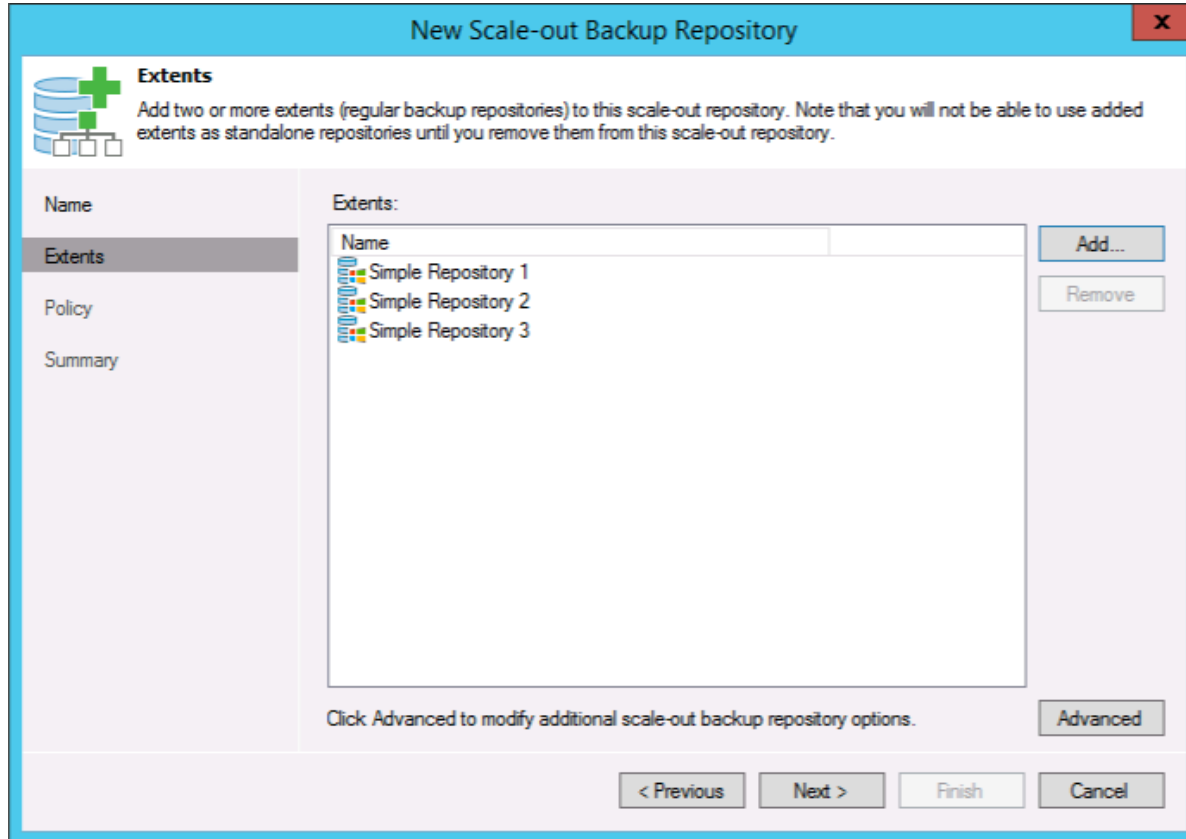 New Scale-out Backup Repository
x
Extents
Add two or more extents (regular backup repositories) to this scale-out repository. Note that you will not be able to use added
extents as standalone repositories until you remove them from this scale-out repository.
Name
Extents
Policy
Summary
Extents:
Name
Simple Repository 1
Simple Repository 2
Simple Repository 3
Add...
Remove
Click Advanced to modify additional scale-out backup repository options.
Advanced
< Previous
Next >
Finish
Cancel